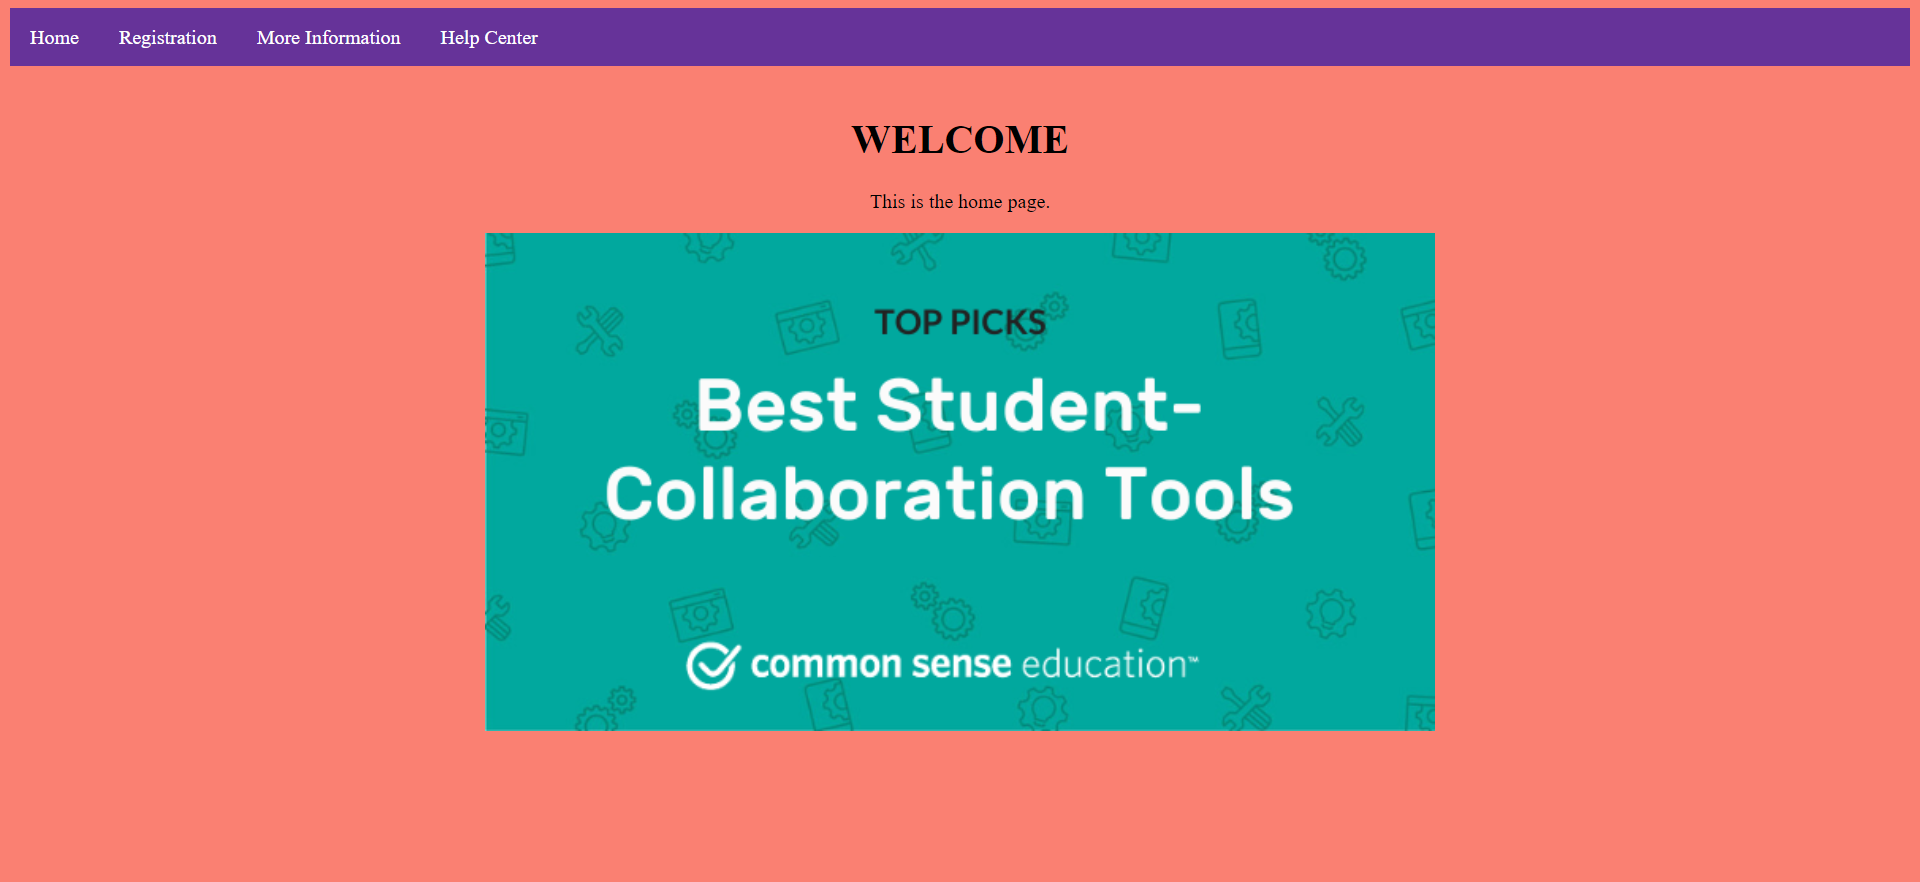 Home Registration More Information Help Center
WELCOME
This is the home page.
TOP PICKS
Best Student-
Collaboration Tools
common sense education™